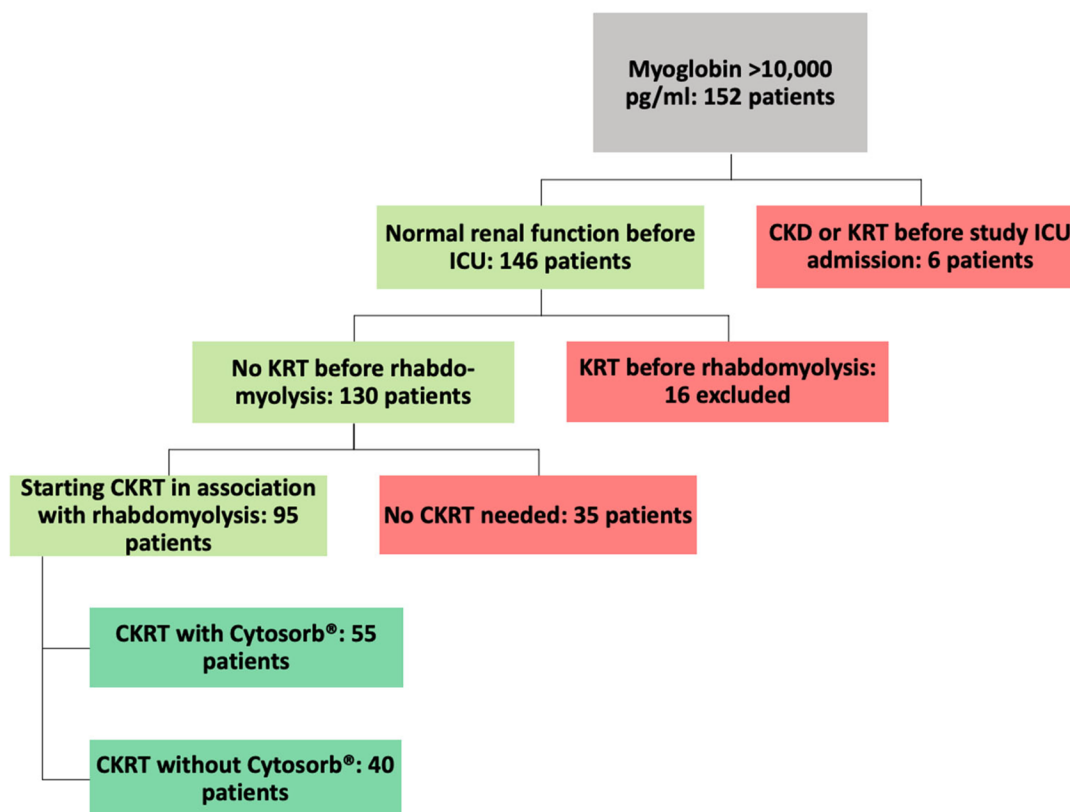 Myoglobin >10,000
pg/ml: 152 patients
Normal renal function before
ICU: 146 patients
CKD or KRT before study ICU
admission: 6 patients
No KRT before rhabdo-
myolysis: 130 patients
KRT before rhabdomyolysis:
16 excluded
Starting CKRT in association
with rhabdomyolysis: 95
patients
No CKRT needed: 35 patients
CKRT with Cytosorb®: 55
patients
CKRT without Cytosorb®: 40
patients